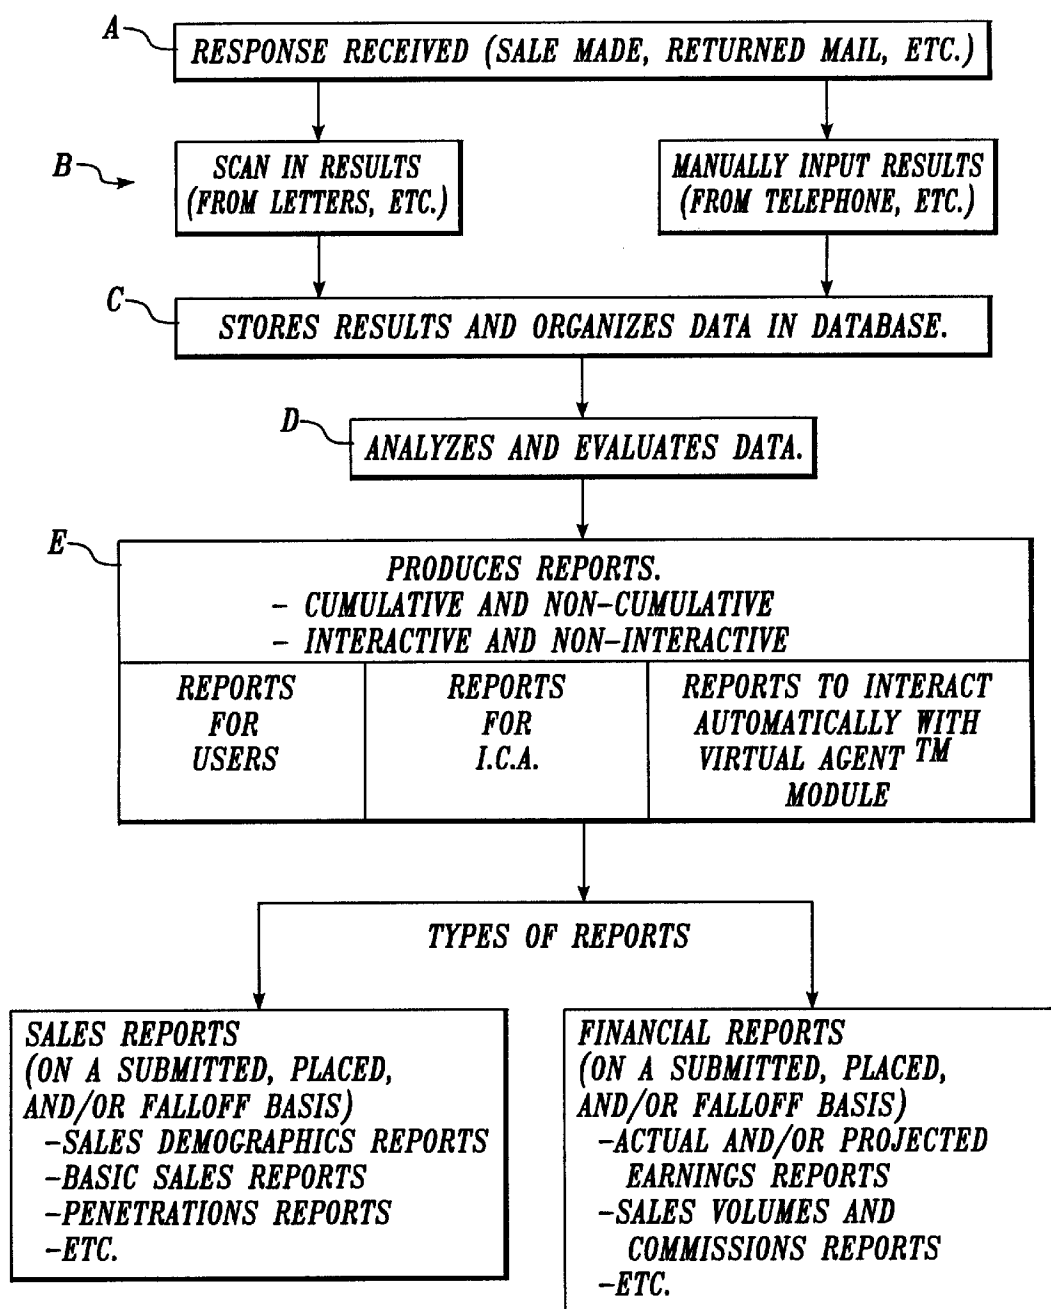 A
RESPONSE RECEIVED (SALE MADE, RETURNED MAIL, ETC.)
B
SCAN IN RESULTS
(FROM LETTERS, ETC.)
MANUALLY INPUT RESULTS
(FROM TELEPHONE, ETC.)
C
STORES RESULTS AND ORGANIZES DATA IN DATABASE.
D
ANALYZES AND EVALUATES DATA.
E
PRODUCES REPORTS.
- CUMULATIVE AND NON-CUMULATIVE
- INTERACTIVE AND NON-INTERACTIVE
REPORTS
FOR
USERS
REPORTS
FOR
I.C.A.
REPORTS TO INTERACT
AUTOMATICALLY WITH
VIRTUAL AGENT TM
MODULE
TYPES OF REPORTS
SALES REPORTS
(ON A SUBMITTED, PLACED,
AND/OR FALLOFF BASIS)
-SALES DEMOGRAPHICS REPORTS
-BASIC SALES REPORTS
-PENETRATIONS REPORTS
-ETC.
FINANCIAL REPORTS
(ON A SUBMITTED, PLACED,
AND/OR FALLOFF BASIS)
-ACTUAL AND/OR PROJECTED
EARNINGS REPORTS
-SALES VOLUMES AND
COMMISSIONS REPORTS
-ETC.